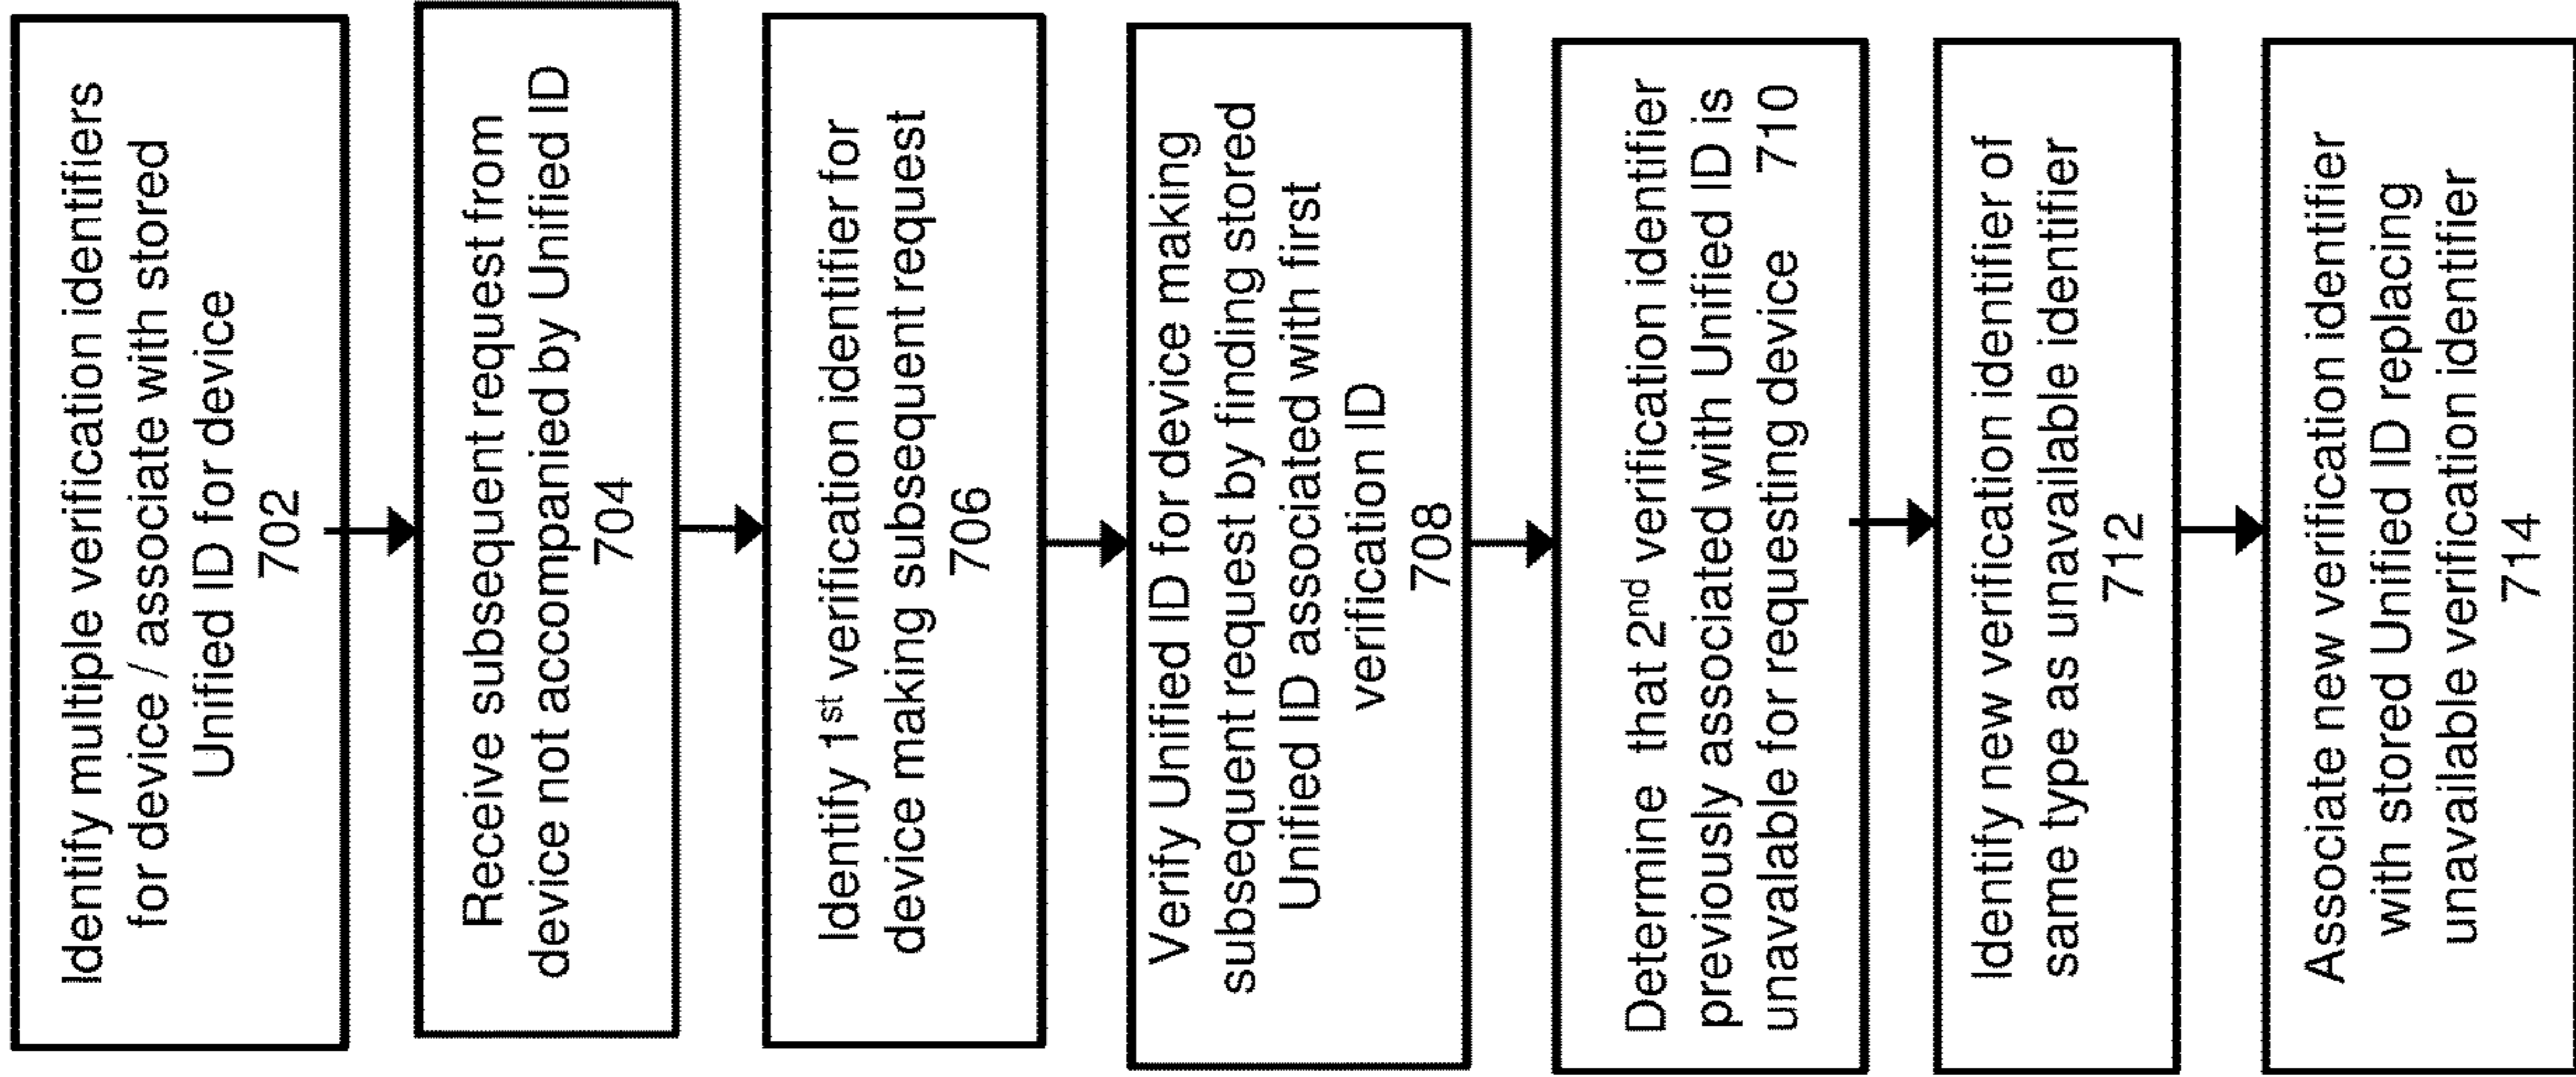 Identify multiple verification identifiers
for device / associate with stored
Unified ID for device
702
Receive subsequent request from
device not accompanied by Unified ID
704
Identify 1st verification identifier for
device making subsequent request
706
Verify Unified ID for device making
subsequent request by finding stored
Unified ID associated with first
verification ID
708
Determine that 2nd verification identifier
previously associated with Unified ID is
unavalable for requesting device 710
Identify new verification identifier of
same type as unavailable identifier
712
Associate new verification identifier
with stored Unified ID replacing
unavailable verification identifier
714